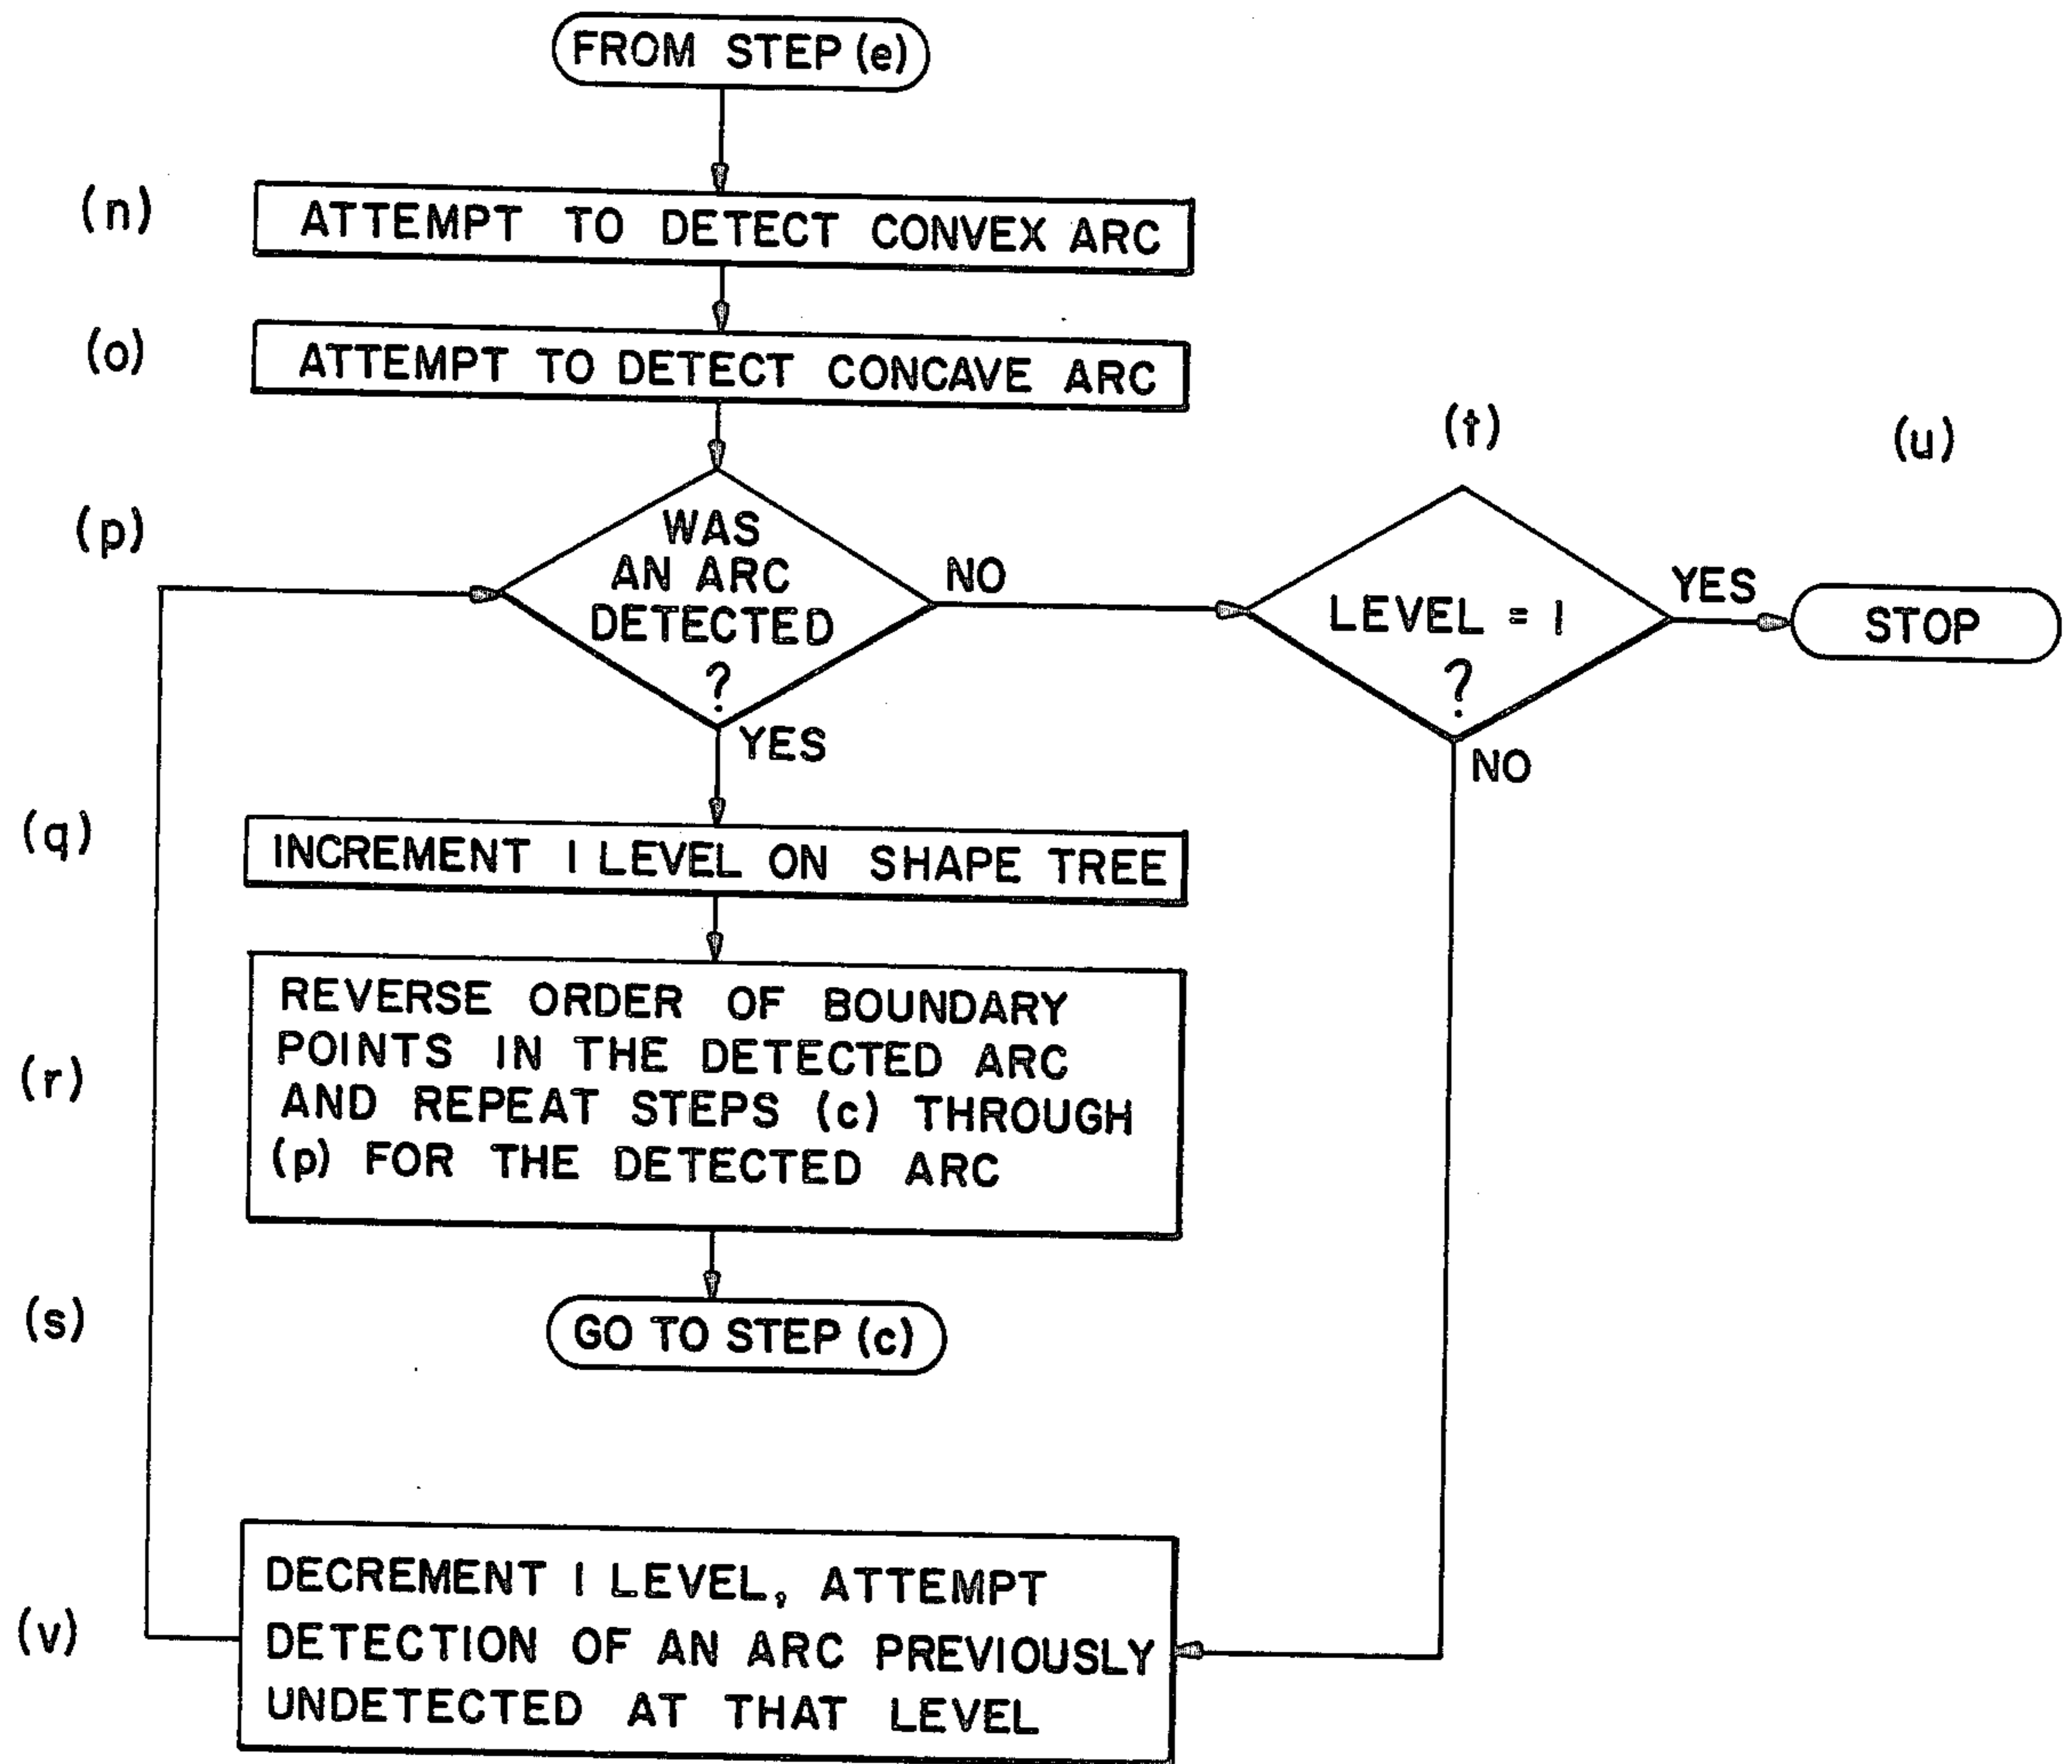 FROM STEP (e)
(n)
ATTEMPT TO DETECT CONVEX ARC
(o)
ATTEMPT TO DETECT CONCAVE ARC
(p)
WAS
AN ARC
DETECTED
?
NO
YES
(t)
LEVEL = 1
?
YES
NO
(u)
STOP
(q)
INCREMENT 1 LEVEL ON SHAPE TREE
(r)
REVERSE ORDER OF BOUNDARY
POINTS IN THE DETECTED ARC
AND REPEAT STEPS (c) THROUGH
(p) FOR THE DETECTED ARC
(s)
GO TO STEP (c)
(v)
DECREMENT 1 LEVEL, ATTEMPT
DETECTION OF AN ARC PREVIOUSLY
UNDETECTED AT THAT LEVEL